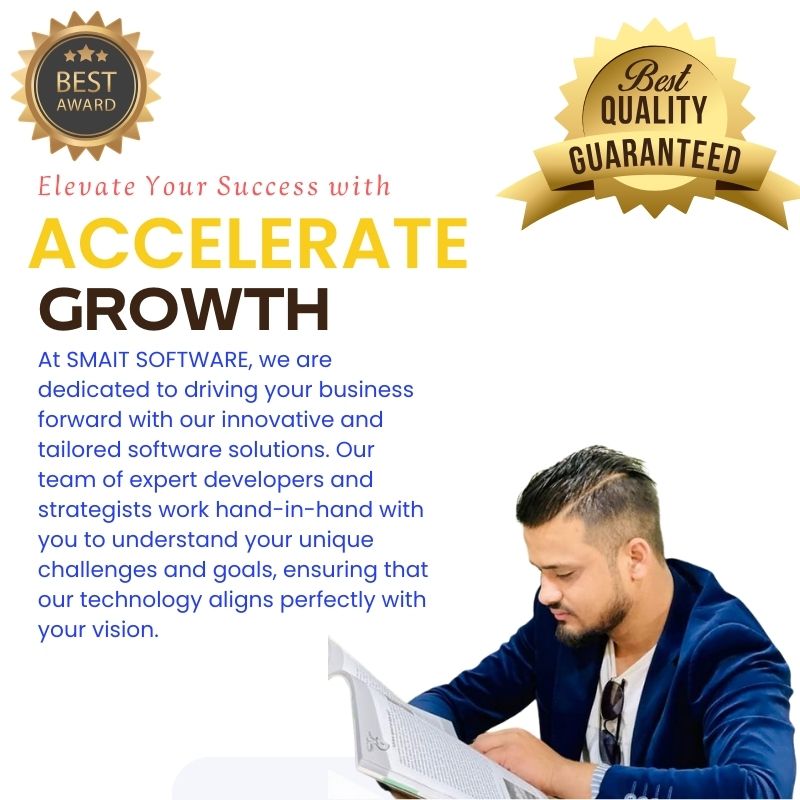 BEST
AWARD
Best
QUALITY
GUARANTEED
Elevate Your Success with
ACCELERATE
GROWTH
At SMAIT SOFTWARE, we are
dedicated to driving your business
forward with our innovative and
tailored software solutions. Our
team of expert developers and
strategists work hand-in-hand with
you to understand your unique
challenges and goals, ensuring that
our technology aligns perfectly with
your vision.